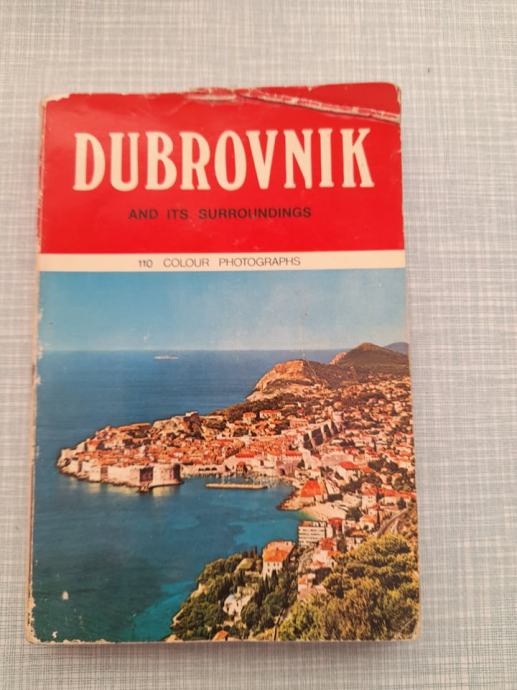 DUBROVNIK
AND ITS SURROUNDINGS
110 COLOUR PHOTOGRAPHS